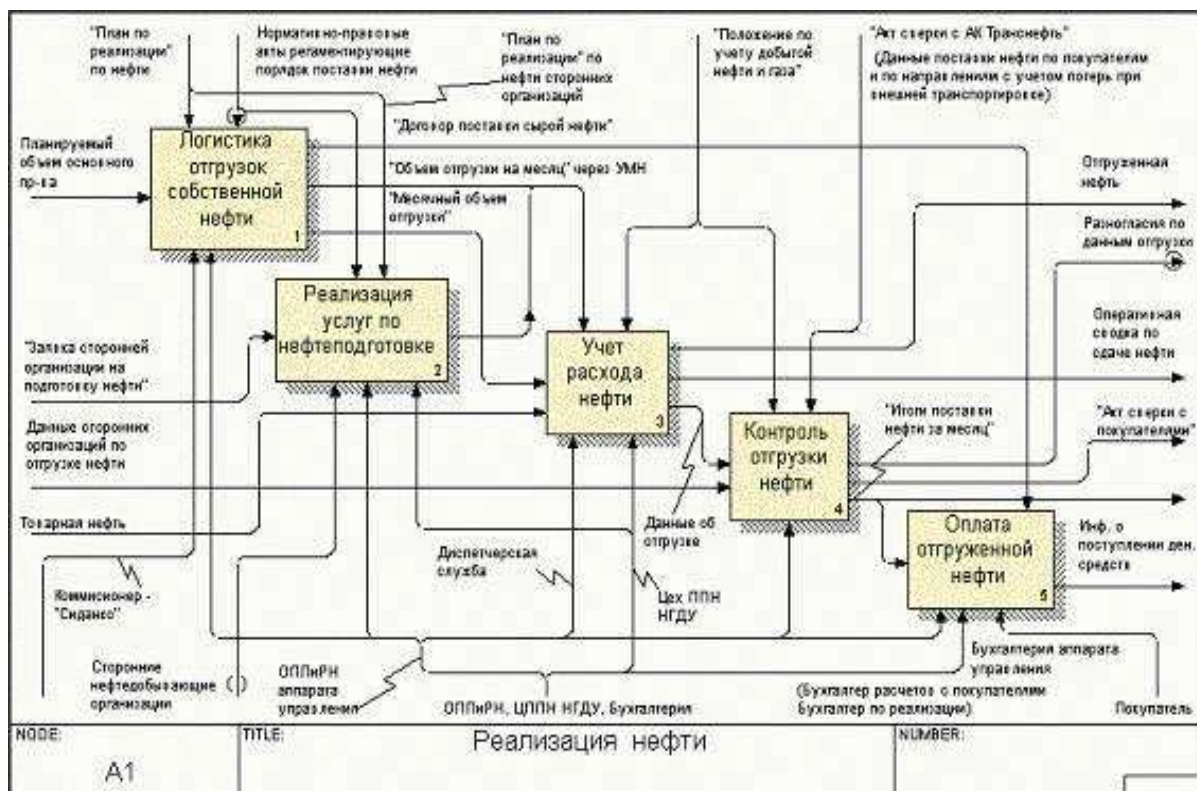 "План по
реализации"
по нефти
Нормативно-правовые
акты регаментирующие
порядок поставки нефти
"План по
реализации" по
нефти сторонних
организаций
"Положение по
учету добытой
нефти и газа"
"Акт сверки с АК Транснефть"
(Данные поставки нефти по покупателям
и по направлениям с учетом потерь при
внешней транспортировке)
Планируемый
объем основного
пр-ва
Логистика
отгрузок
собственной
нефти
1
"Договор поставки сырой нефти"
"Объем отгрузки на месяц" через УМН
"Месячный объем
отгрузки"
Отгруженная
нефть
Разногласия по
данным отгрузки
Реализация
услуг по
нефтеподготовке
2
Оперативная
сводка по
сдаче нефти
"Заявка сторонней
организации на
подготовку нефти"
Учет
расхода
нефти
3
"Акт сверки с
покупателями"
"Итоги поставки
нефти за месяц"
Данные сторонних
организаций по
отгрузке нефти
Контроль
отгрузки
нефти
4
Товарная нефть
Данные об
отгрузке
Оплата
отгруженной
нефти
5
Инф. о
поступлении ден.
средств
Диспетчерская
служба
Цех ППН
НГДУ
Коммисионер -
"Сиданко"
Сторонние
нефтедобывающие
организации
ОППиРН
аппарата
управления
ОППиРН, ЦППН НГДУ, Бухгалтерия
Бухгалтерия аппарата
управления
(Бухгалтер расчетов с покупателями
Бухгалтер по реализации)
Покупатель
NODE:
A1
TITLE:
Реализация нефти
NUMBER: